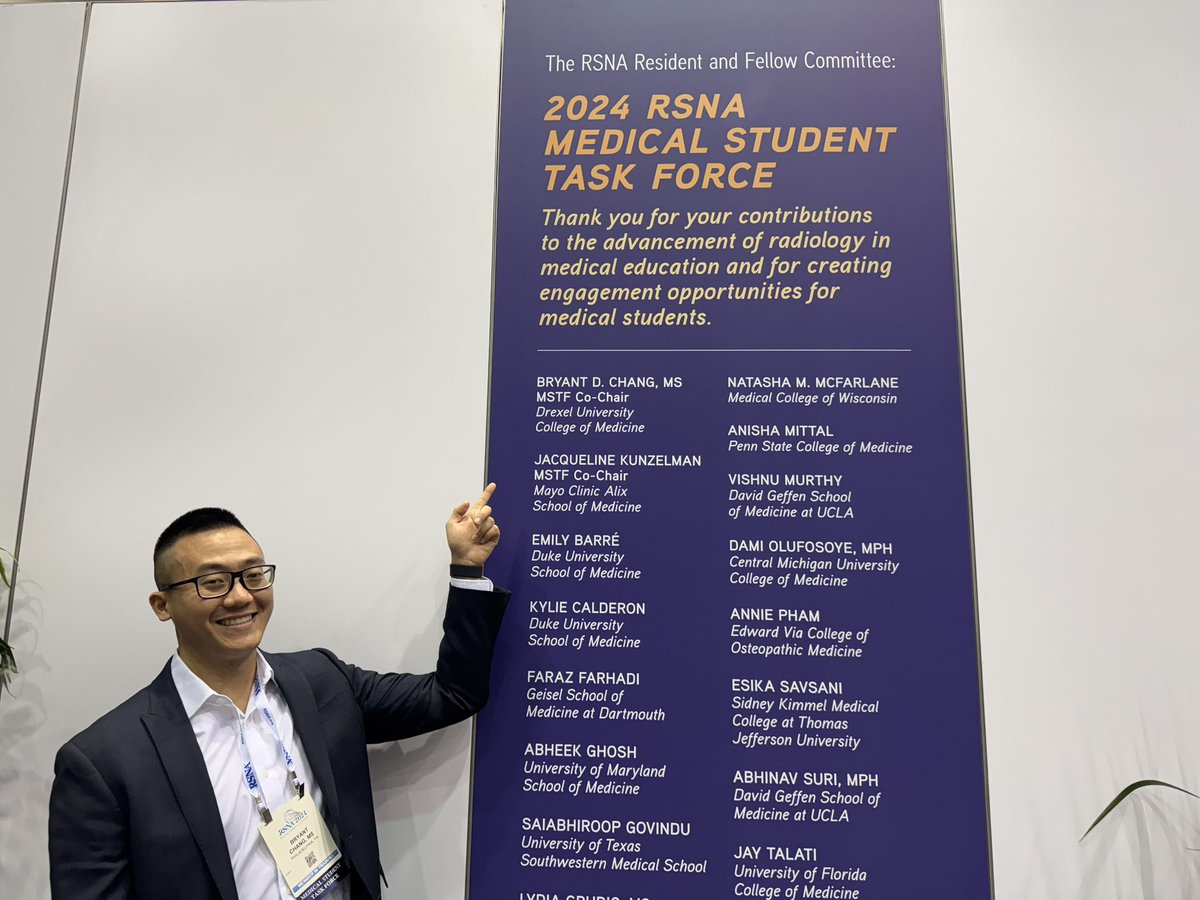 The RSNA Resident and Fellow Committee:
2024 RSNA
MEDICAL STUDENT
TASK FORCE
Thank you for your contributions
to the advancement of radiology in
medical education and for creating
engagement opportunities for
medical students.
BRYANT D. CHANG, MS
MSTF Co-Chair
Drexel University
College of Medicine
JACQUELINE KUNZELMAN
MSTF Co-Chair
Mayo Clinic Alix
School of Medicine
EMILY BARRÉ
Duke University
School of Medicine
KYLIE CALDERON
Duke University
School of Medicine
FARAZ FARHADI
Geisel School of
Medicine at Dartmouth
ABHEEK GHOSH
University of Maryland
School of Medicine
SAIABHIROOP GOVINDU
University of Texas
Southwestern Medical School
NATASHA M. MCFARLANE
Medical College of Wisconsin
ANISHA MITTAL
Penn State College of Medicine
VISHNU MURTHY
David Geffen School
of Medicine at UCLA
DAMI OLUFOSOYE, MPH
Central Michigan University
College of Medicine
ANNIE PHAM
Edward Via College of
Osteopathic Medicine
ESIKA SAVSANI
Sidney Kimmel Medical
College at Thomas
Jefferson University
ABHINAV SURI, MPH
David Geffen School of
Medicine at UCLA
JAY TALATI
University of Florida
College of Medicine
RSNA
RSNA 2024
BRYANT
CHANG, MS
PHILADELPHIA, PA
MEDICAL STUDENT
TASK FORCE